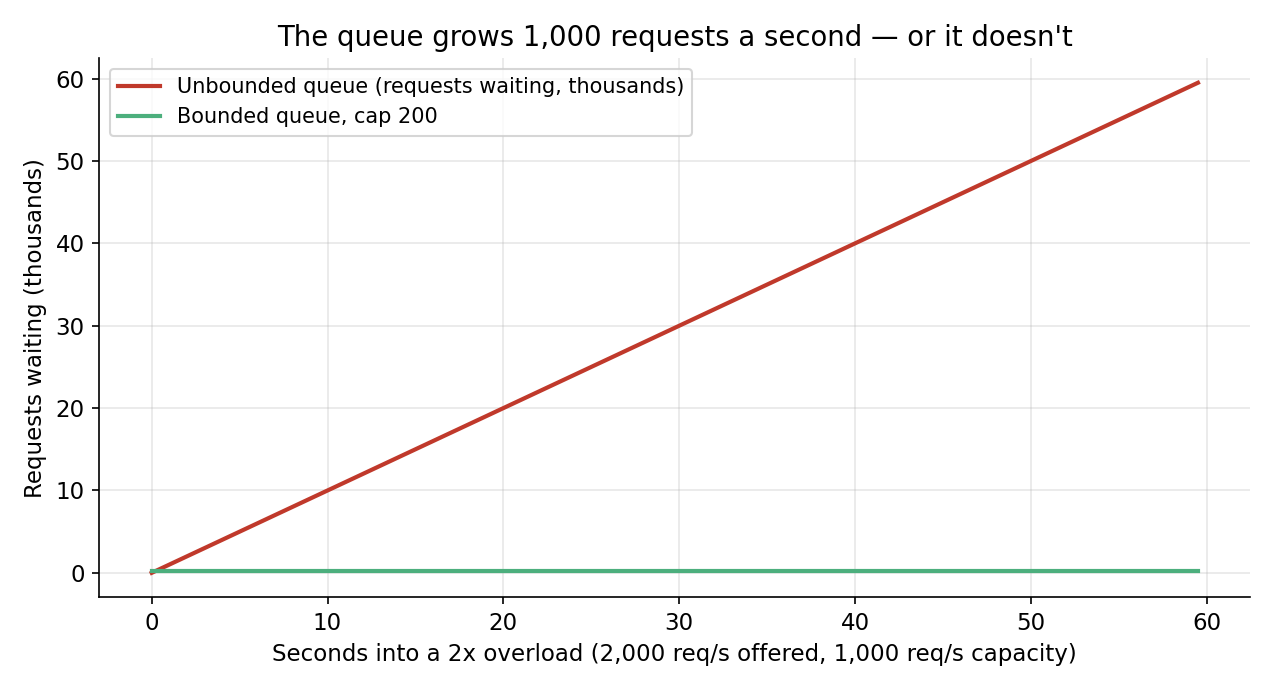 The queue grows 1,000 requests a second — or it doesn't
Unbounded queue (requests waiting, thousands)
Bounded queue, cap 200
Requests waiting (thousands)
60
50
40
30
20
10
0
0 10 20 30 40 50 60
Seconds into a 2x overload (2,000 req/s offered, 1,000 req/s capacity)